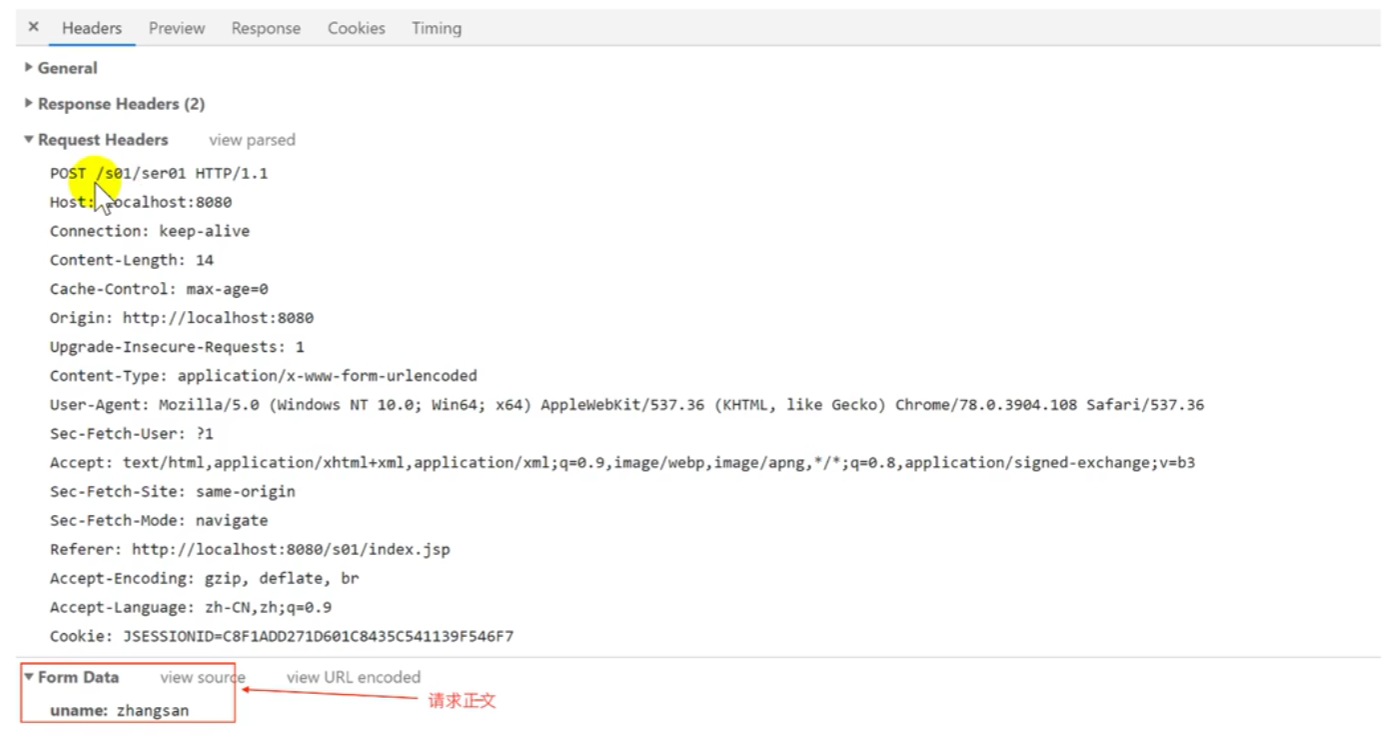 × Headers Preview Response Cookies Timing
General
Response Headers (2)
Request Headers view parsed
POST /s01/ser01 HTTP/1.1
Host: localhost:8080
Connection: keep-alive
Content-Length: 14
Cache-Control: max-age=0
Origin: http://localhost:8080
Upgrade-Insecure-Requests: 1
Content-Type: application/x-www-form-urlencoded
User-Agent: Mozilla/5.0 (Windows NT 10.0; Win64; x64) AppleWebKit/537.36 (KHTML, like Gecko) Chrome/78.0.3904.108 Safari/537.36
Sec-Fetch-User: ?1
Accept: text/html,application/xhtml+xml,application/xml;q=0.9,image/webp,image/apng,*/*;q=0.8,application/signed-exchange;v=b3
Sec-Fetch-Site: same-origin
Sec-Fetch-Mode: navigate
Referer: http://localhost:8080/s01/index.jsp
Accept-Encoding: gzip, deflate, br
Accept-Language: zh-CN,zh;q=0.9
Cookie: JSESSIONID=C8F1ADD271D601C8435C541139F546F7
Form Data view source view URL encoded
请求正文
uname: zhangsan